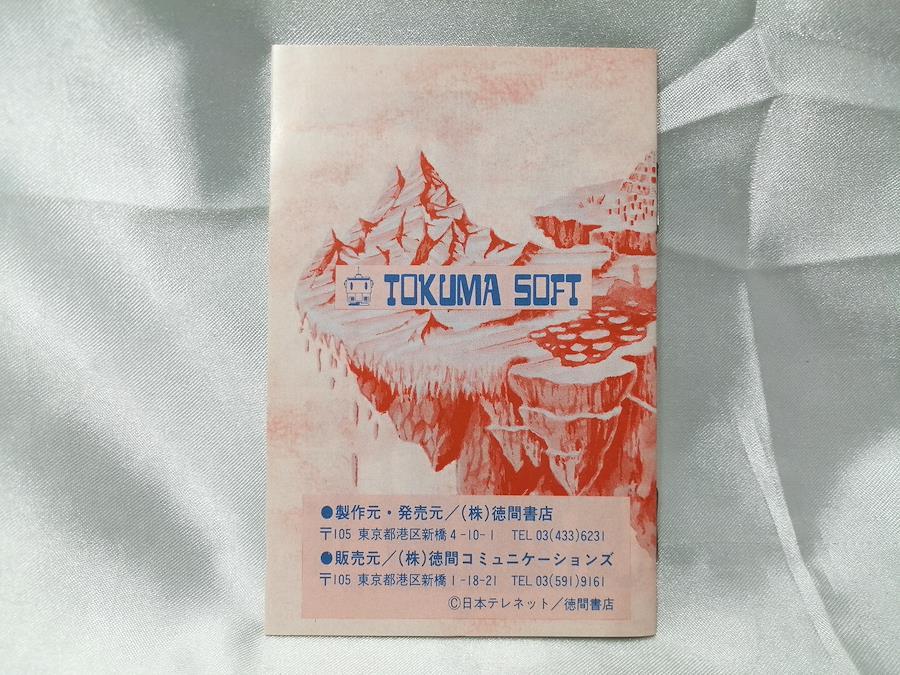 TOKUMA SOFT
●製作元・発売元／(株)徳間書店
〒105 東京都港区新橋4-10-1 TEL 03(433)6231
●販売元／(株)徳間コミュニケーションズ
〒105 東京都港区新橋1-18-21 TEL 03(591)9161
©日本テレネット／徳間書店